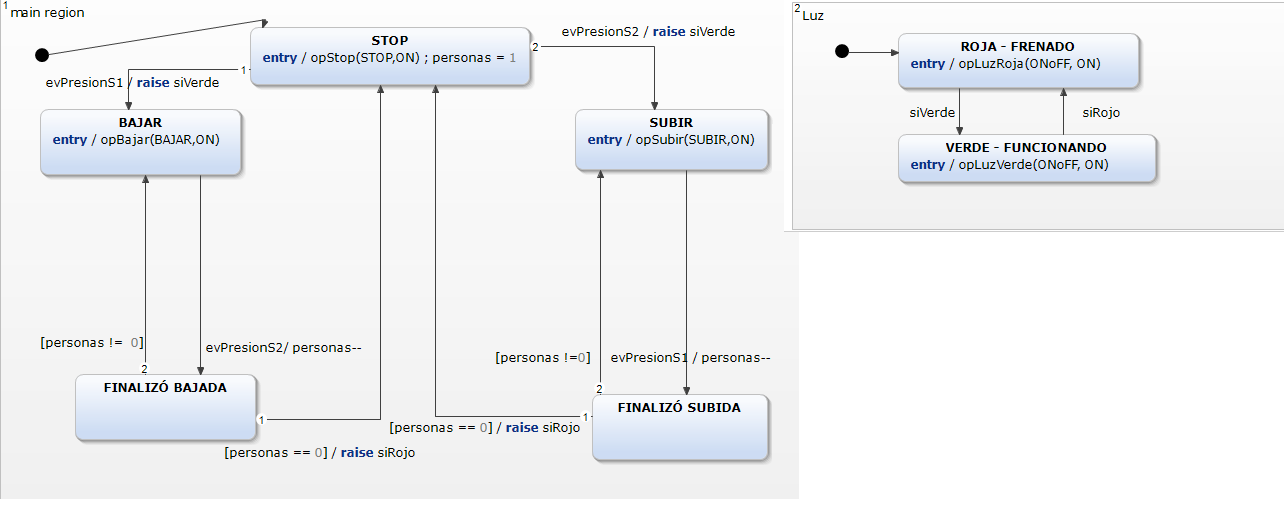 1
main region
STOP
entry / opStop(STOP,ON) ; personas = 1
1
evPresionS1 / raise siVerde
2
evPresionS2 / raise siVerde
BAJAR
entry / opBajar(BAJAR,ON)
SUBIR
entry / opSubir(SUBIR,ON)
[personas != 0]
evPresionS2/ personas--
[personas !=0]
evPresionS1 / personas--
2
FINALIZÓ BAJADA
1
[personas == 0] / raise siRojo
2
FINALIZÓ SUBIDA
1
[personas == 0] / raise siRojo
2
Luz
ROJA - FRENADO
entry / opLuzRoja(ONoFF, ON)
siVerde
siRojo
VERDE - FUNCIONANDO
entry / opLuzVerde(ONoFF, ON)